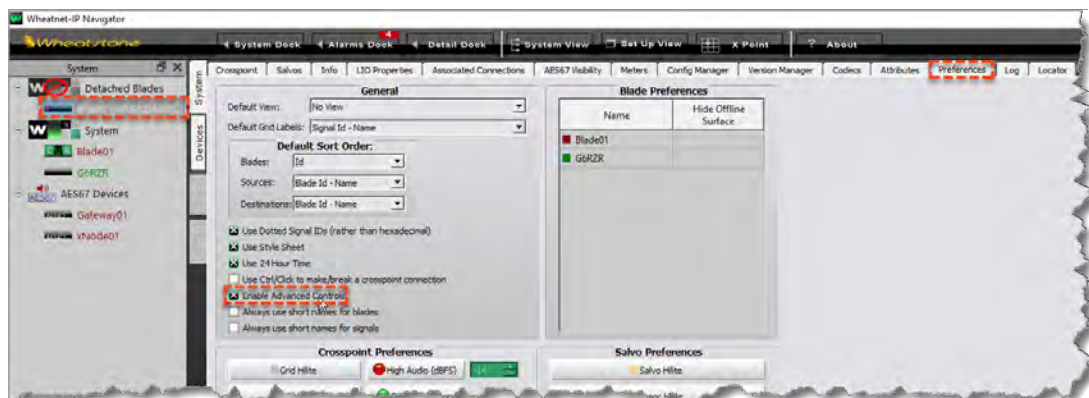 Wheatnet-IP Navigator
Wheatstone
System Dock
4
Alarms Dock
Detail Dock
System View
Set Up View
X Point
? About
System
Crosspoint Salvos Info LIO Properties Associated Connections AES67 Visibility Meters Config Manager Version Manager Codecs Attributes Preferences Log Locator
System
Devices
Detached Blades
System
Blade01
G6RZR
AES67 Devices
Gateway01
xNode01
General
Default View: No View
Default Grid Labels: Signal Id - Name
Default Sort Order:
Blades: Id
Sources: Blade Id - Name
Destinations: Blade Id - Name
Use Dotted Signal IDs (rather than hexadecimal)
Use Style Sheet
Use 24 Hour Time
Use Ctrl/Click to make/break a crosspoint connection
Enable Advanced Controls
Always use short names for blades
Always use short names for signals
Crosspoint Preferences
Grid Hilite
High Audio (dBFS)
Blade Preferences
Name
Hide Offline
Surface
Blade01
G6RZR
Salvo Preferences
Salvo Hilite